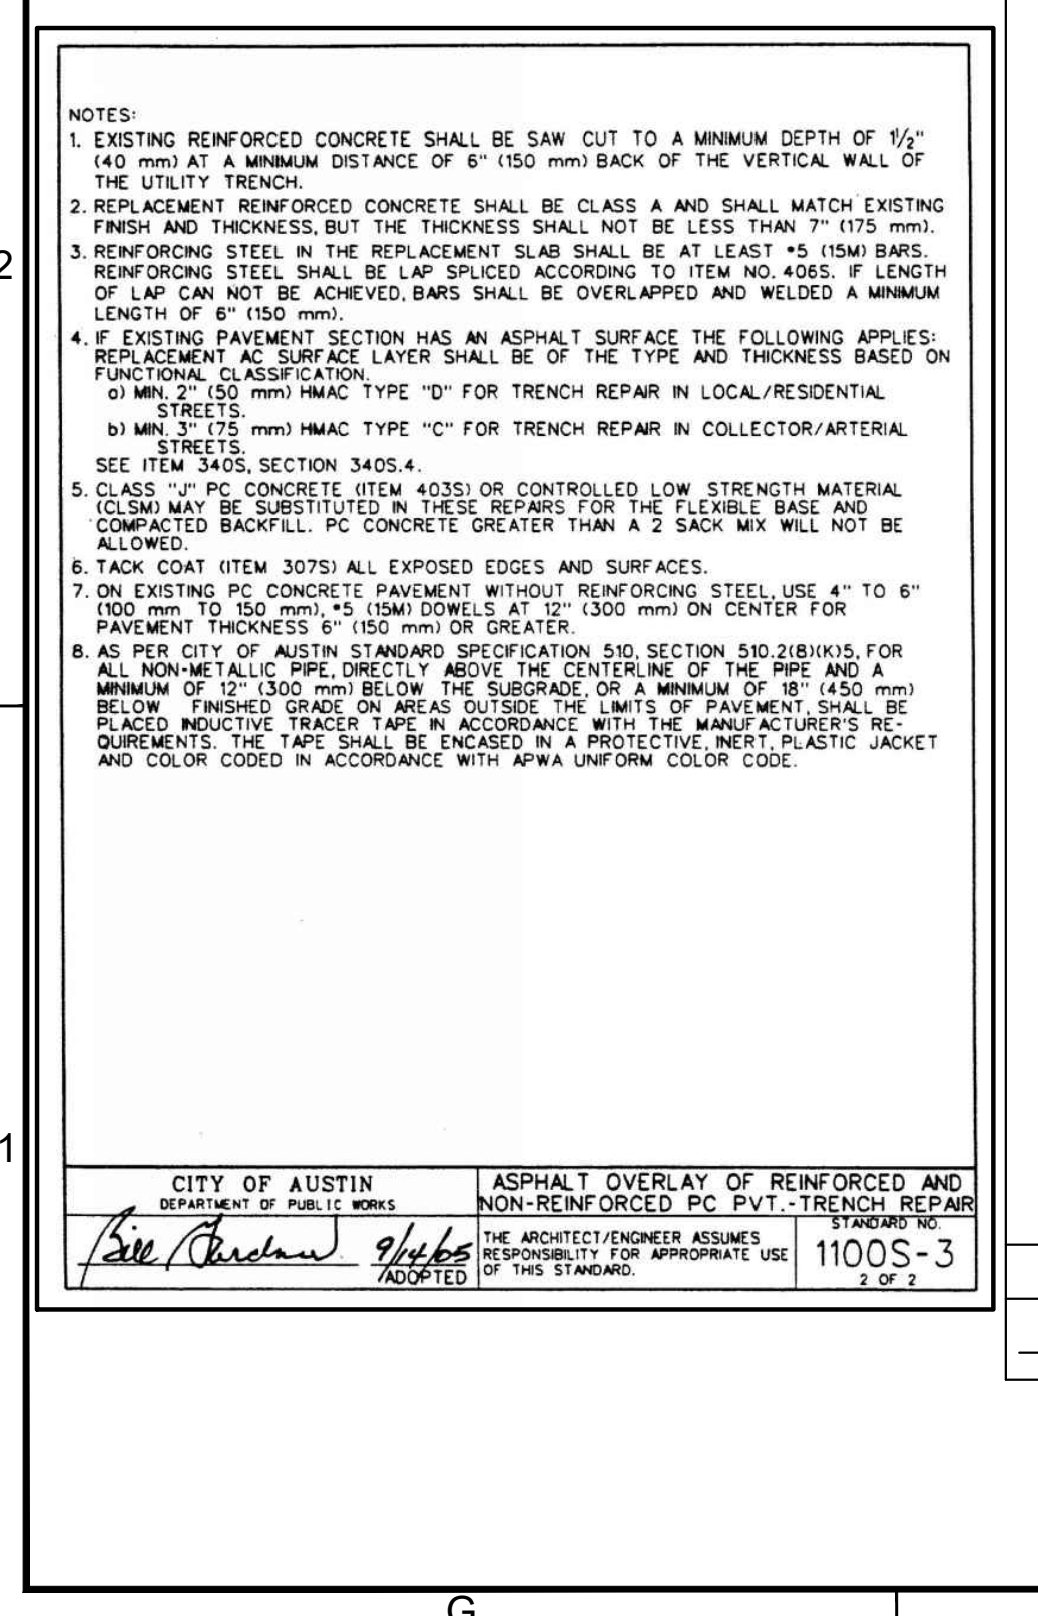 NOTES:
1. EXISTING REINFORCED CONCRETE SHALL BE SAW CUT TO A MINIMUM DEPTH OF 1 1/2"
(40 mm) AT A MINIMUM DISTANCE OF 6" (150 mm) BACK OF THE VERTICAL WALL OF
THE UTILITY TRENCH.
2. REPLACEMENT REINFORCED CONCRETE SHALL BE CLASS A AND SHALL MATCH EXISTING
FINISH AND THICKNESS, BUT THE THICKNESS SHALL NOT BE LESS THAN 7" (175 mm).
2
3. REINFORCING STEEL IN THE REPLACEMENT SLAB SHALL BE AT LEAST •5 (15M) BARS.
REINFORCING STEEL SHALL BE LAP SPLICED ACCORDING TO ITEM NO. 406S. IF LENGTH
OF LAP CAN NOT BE ACHIEVED, BARS SHALL BE OVERLAPPED AND WELDED A MINIMUM
LENGTH OF 6" (150 mm).
4. IF EXISTING PAVEMENT SECTION HAS AN ASPHALT SURFACE THE FOLLOWING APPLIES:
REPLACEMENT AC SURFACE LAYER SHALL BE OF THE TYPE AND THICKNESS BASED ON
FUNCTIONAL CLASSIFICATION.
a) MIN. 2" (50 mm) HMAC TYPE "D" FOR TRENCH REPAIR IN LOCAL/RESIDENTIAL
STREETS.
b) MIN. 3" (75 mm) HMAC TYPE "C" FOR TRENCH REPAIR IN COLLECTOR/ARTERIAL
STREETS.
SEE ITEM 340S, SECTION 340S.4.
5. CLASS "J" PC CONCRETE (ITEM 403S) OR CONTROLLED LOW STRENGTH MATERIAL
(CLSM) MAY BE SUBSTITUTED IN THESE REPAIRS FOR THE FLEXIBLE BASE AND
COMPACTED BACKFILL. PC CONCRETE GREATER THAN A 2 SACK MIX WILL NOT BE
ALLOWED.
6. TACK COAT (ITEM 307S) ALL EXPOSED EDGES AND SURFACES.
7. ON EXISTING PC CONCRETE PAVEMENT WITHOUT REINFORCING STEEL, USE 4" TO 6"
(100 mm TO 150 mm), •5 (15M) DOWELS AT 12" (300 mm) ON CENTER FOR
PAVEMENT THICKNESS 6" (150 mm) OR GREATER.
8. AS PER CITY OF AUSTIN STANDARD SPECIFICATION 510, SECTION 510.2(8)(K)5, FOR
ALL NON-METALLIC PIPE, DIRECTLY ABOVE THE CENTERLINE OF THE PIPE AND A
MINIMUM OF 12" (300 mm) BELOW THE SUBGRADE, OR A MINIMUM OF 18" (450 mm)
BELOW FINISHED GRADE ON AREAS OUTSIDE THE LIMITS OF PAVEMENT, SHALL BE
PLACED INDUCTIVE TRACER TAPE IN ACCORDANCE WITH THE MANUFACTURER'S RE-
QUIREMENTS. THE TAPE SHALL BE ENCASED IN A PROTECTIVE, INERT, PLASTIC JACKET
AND COLOR CODED IN ACCORDANCE WITH APWA UNIFORM COLOR CODE.
1
CITY OF AUSTIN
DEPARTMENT OF PUBLIC WORKS
ASPHALT OVERLAY OF REINFORCED AND
NON-REINFORCED PC PVT.-TRENCH REPAIR
Bill
9/14/05
ADOPTED
THE ARCHITECT/ENGINEER ASSUMES
RESPONSIBILITY FOR APPROPRIATE USE
OF THIS STANDARD.
STANDARD NO.
1100S-3
2 OF 2
G